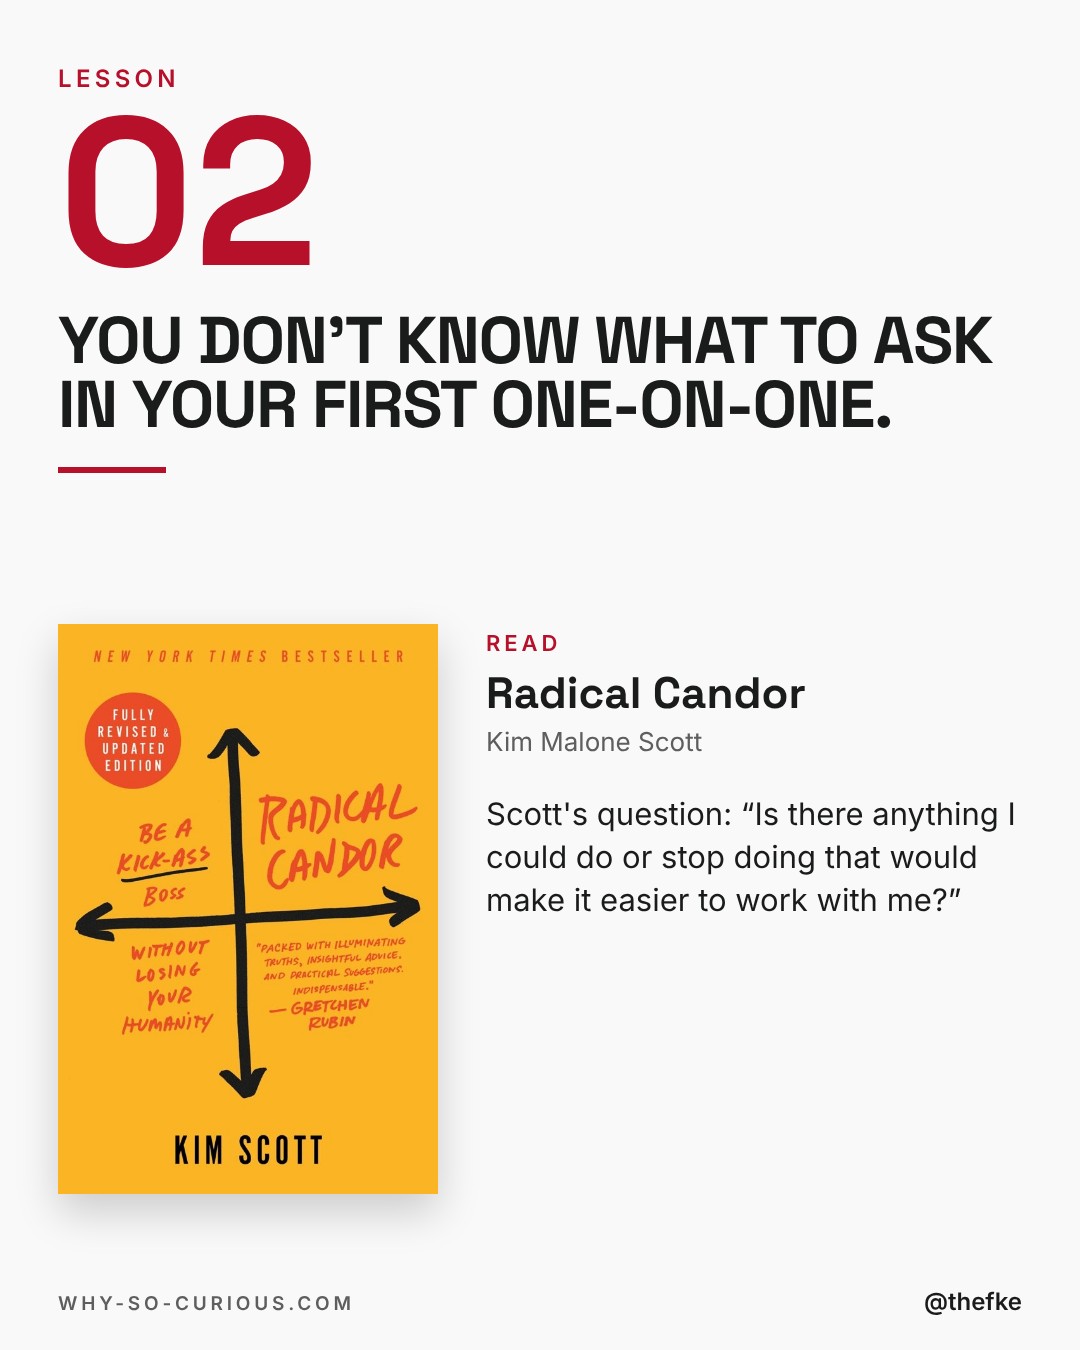 LESSON
02
YOU DON’T KNOW WHAT TO ASK
IN YOUR FIRST ONE-ON-ONE.
NEW YORK TIMES BESTSELLER
FULLY
REVISED &
UPDATED
EDITION
RADICAL
CANDOR
BE A
KICK-ASS
BOSS
WITHOUT
LOSING
YOUR
HUMANITY
"PACKED WITH ILLUMINATING
TRUTHS, INSIGHTFUL ADVICE,
AND PRACTICAL SUGGESTIONS.
INDISPENSABLE."
— GRETCHEN
RUBIN
KIM SCOTT
READ
Radical Candor
Kim Malone Scott
Scott's question: “Is there anything I
could do or stop doing that would
make it easier to work with me?”
WHY-SO-CURIOUS.COM
@thefke